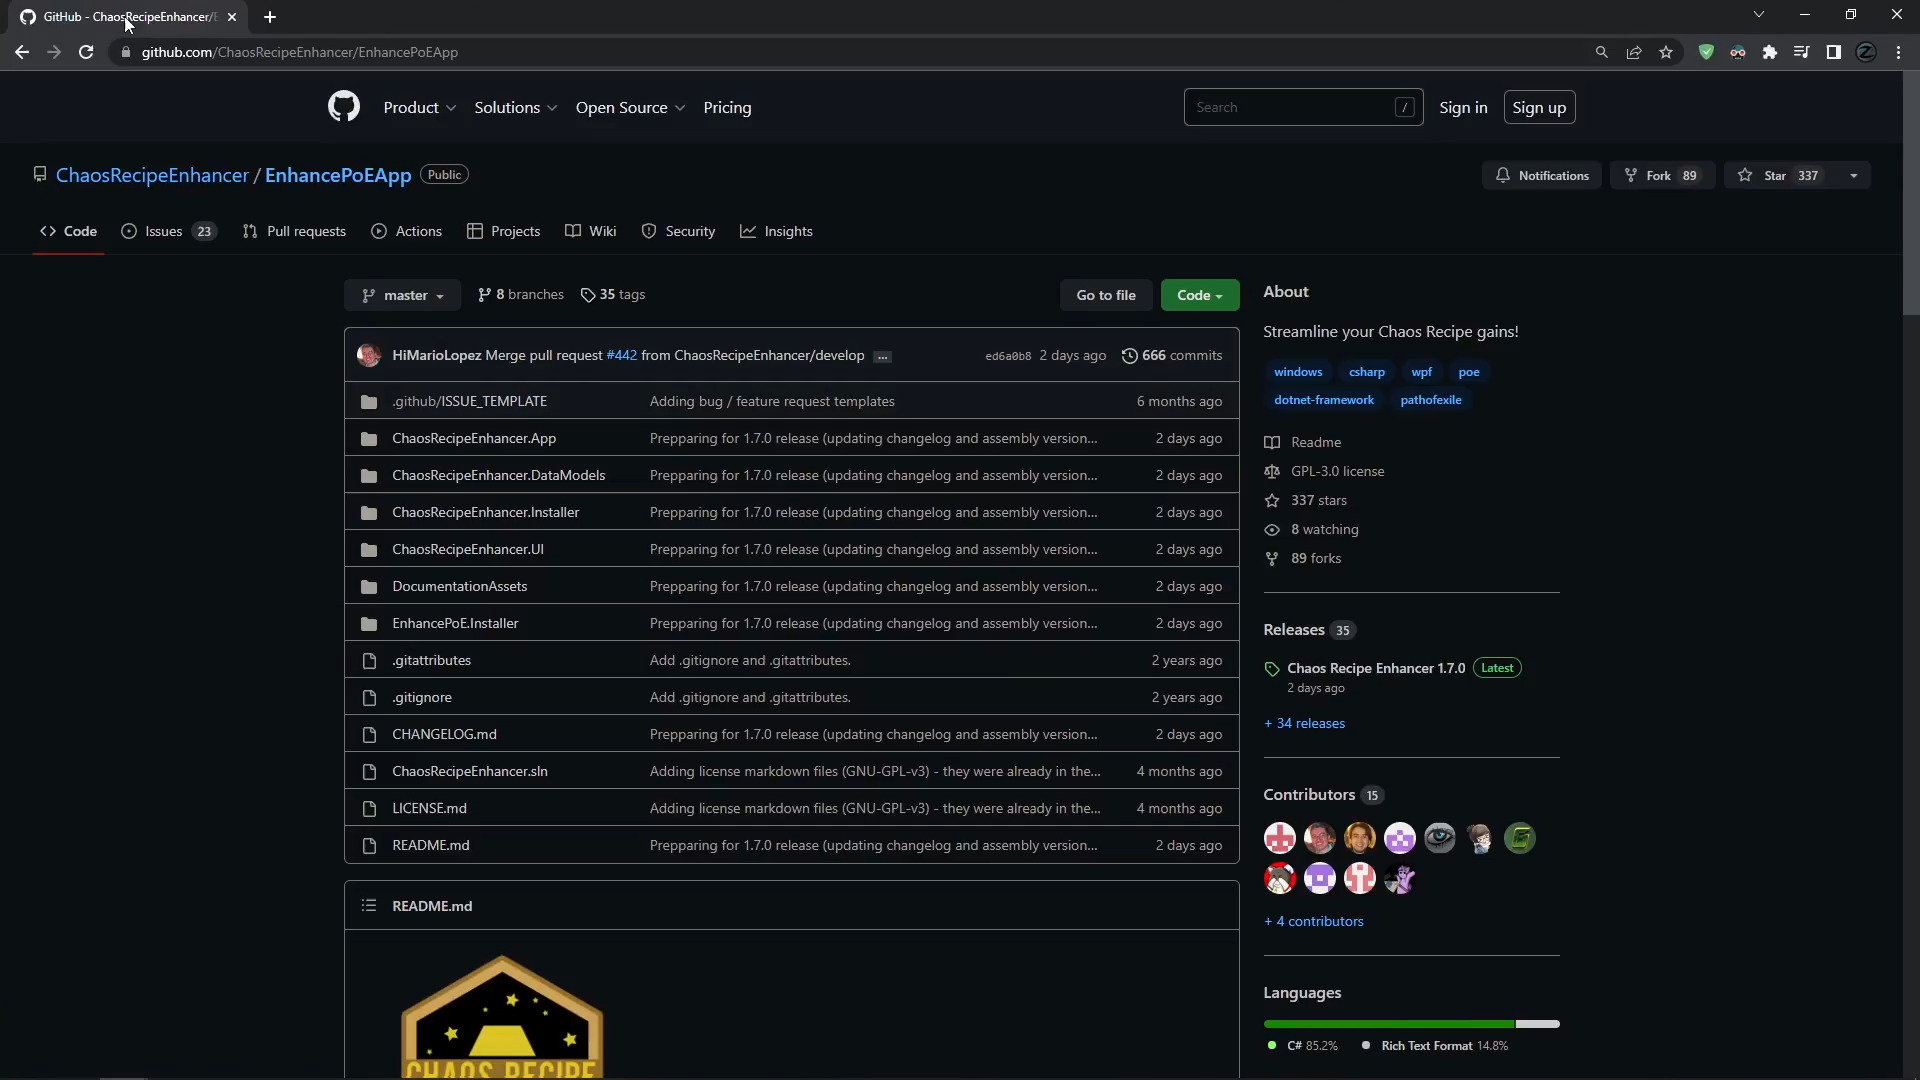 GitHub - ChaosRecipeEnhancer/E
github.com/ChaosRecipeEnhancer/EnhancePoEApp
Product Solutions Open Source Pricing
Search /
Sign in
Sign up
ChaosRecipeEnhancer / EnhancePoEApp Public
Notifications
Fork 89
Star 337
Code
Issues 23
Pull requests
Actions
Projects
Wiki
Security
Insights
master
8 branches
35 tags
Go to file
Code
HiMarioLopez Merge pull request #442 from ChaosRecipeEnhancer/develop ...
ed6a0b8 2 days ago 666 commits
.github/ISSUE_TEMPLATE Adding bug / feature request templates 6 months ago
ChaosRecipeEnhancer.App Prepparing for 1.7.0 release (updating changelog and assembly version... 2 days ago
ChaosRecipeEnhancer.DataModels Prepparing for 1.7.0 release (updating changelog and assembly version... 2 days ago
ChaosRecipeEnhancer.Installer Prepparing for 1.7.0 release (updating changelog and assembly version... 2 days ago
ChaosRecipeEnhancer.UI Prepparing for 1.7.0 release (updating changelog and assembly version... 2 days ago
DocumentationAssets Prepparing for 1.7.0 release (updating changelog and assembly version... 2 days ago
EnhancePoE.Installer Prepparing for 1.7.0 release (updating changelog and assembly version... 2 days ago
.gitattributes Add .gitignore and .gitattributes. 2 years ago
.gitignore Add .gitignore and .gitattributes. 2 years ago
CHANGELOG.md Prepparing for 1.7.0 release (updating changelog and assembly version... 2 days ago
ChaosRecipeEnhancer.sln Adding license markdown files (GNU-GPL-v3) - they were already in the... 4 months ago
LICENSE.md Adding license markdown files (GNU-GPL-v3) - they were already in the... 4 months ago
README.md Prepparing for 1.7.0 release (updating changelog and assembly version... 2 days ago
README.md
CHAOS RECIPE
About
Streamline your Chaos Recipe gains!
windows csharp wpf poe
dotnet-framework pathofexile
Readme
GPL-3.0 license
337 stars
8 watching
89 forks
Releases 35
Chaos Recipe Enhancer 1.7.0 Latest
2 days ago
+ 34 releases
Contributors 15
+ 4 contributors
Languages
C# 85.2% Rich Text Format 14.8%